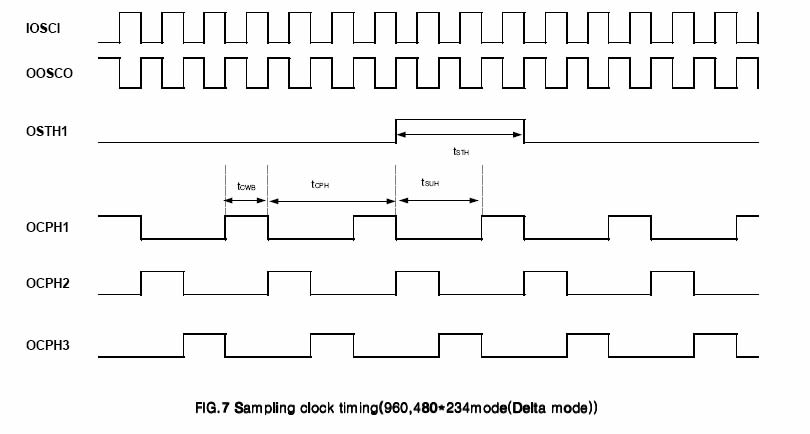 IOSCI
OOSCO
OSTH1
tSTH
tCWB tCPH tSUH
OCPH1
OCPH2
OCPH3
FIG.7 Sampling clock timing(960,480*234mode(Delta mode))